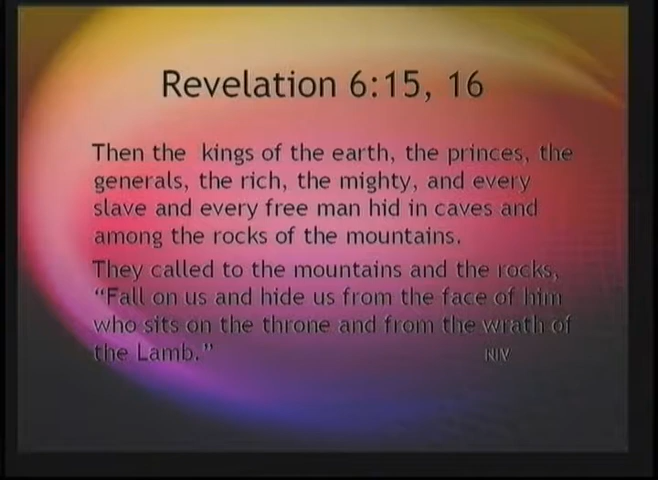 Revelation 6:15, 16
Then the kings of the earth, the princes, the
generals, the rich, the mighty, and every
slave and every free man hid in caves and
among the rocks of the mountains.
They called to the mountains and the rocks,
“Fall on us and hide us from the face of him
who sits on the throne and from the wrath of
the Lamb.” NIV